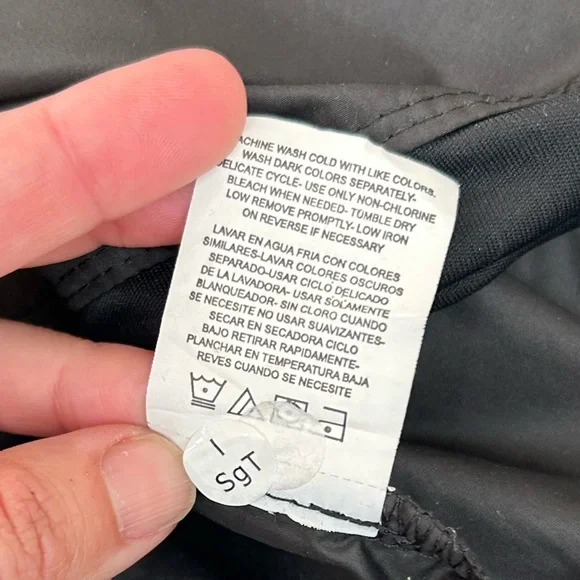 MACHINE WASH COLD WITH LIKE COLORS.
WASH DARK COLORS SEPARATELY-
DELICATE CYCLE- USE ONLY NON-CHLORINE
BLEACH WHEN NEEDED- TUMBLE DRY
LOW REMOVE PROMPTLY- LOW IRON
ON REVERSE IF NECESSARY
LAVAR EN AGUA FRIA CON COLORES
SIMILARES-LAVAR COLORES OSCUROS
SEPARADO-USAR CICLO DELICADO
DE LA LAVADORA- USAR SOLAMENTE
BLANQUEADOR- SIN CLORO CUANDO
SE NECESITE NO USAR SUAVIZANTES-
SECAR EN SECADORA CICLO
BAJO RETIRAR RAPIDAMENTE-
PLANCHAR EN TEMPERATURA BAJA
REVES CUANDO SE NECESITE
I
SgT